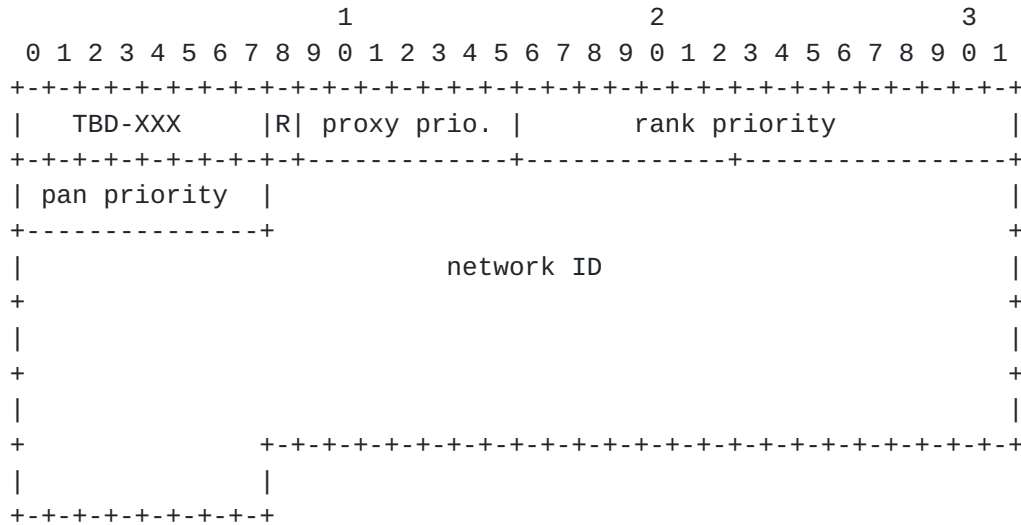 1                   2                   3
 0 1 2 3 4 5 6 7 8 9 0 1 2 3 4 5 6 7 8 9 0 1 2 3 4 5 6 7 8 9 0 1
+-+-+-+-+-+-+-+-+-+-+-+-+-+-+-+-+-+-+-+-+-+-+-+-+-+-+-+-+-+-+-+-+
|   TBD-XXX     |R| proxy prio. |       rank priority           |
+-+-+-+-+-+-+-+-+-+-------------+-------------+-----------------+
| pan priority  |                                               |
+---------------+                                               +
|                           network ID                          |
+                                                               +
|                                                               |
+                                                               +
|                                                               |
+               +-+-+-+-+-+-+-+-+-+-+-+-+-+-+-+-+-+-+-+-+-+-+-+-+
|               |
+-+-+-+-+-+-+-+-+